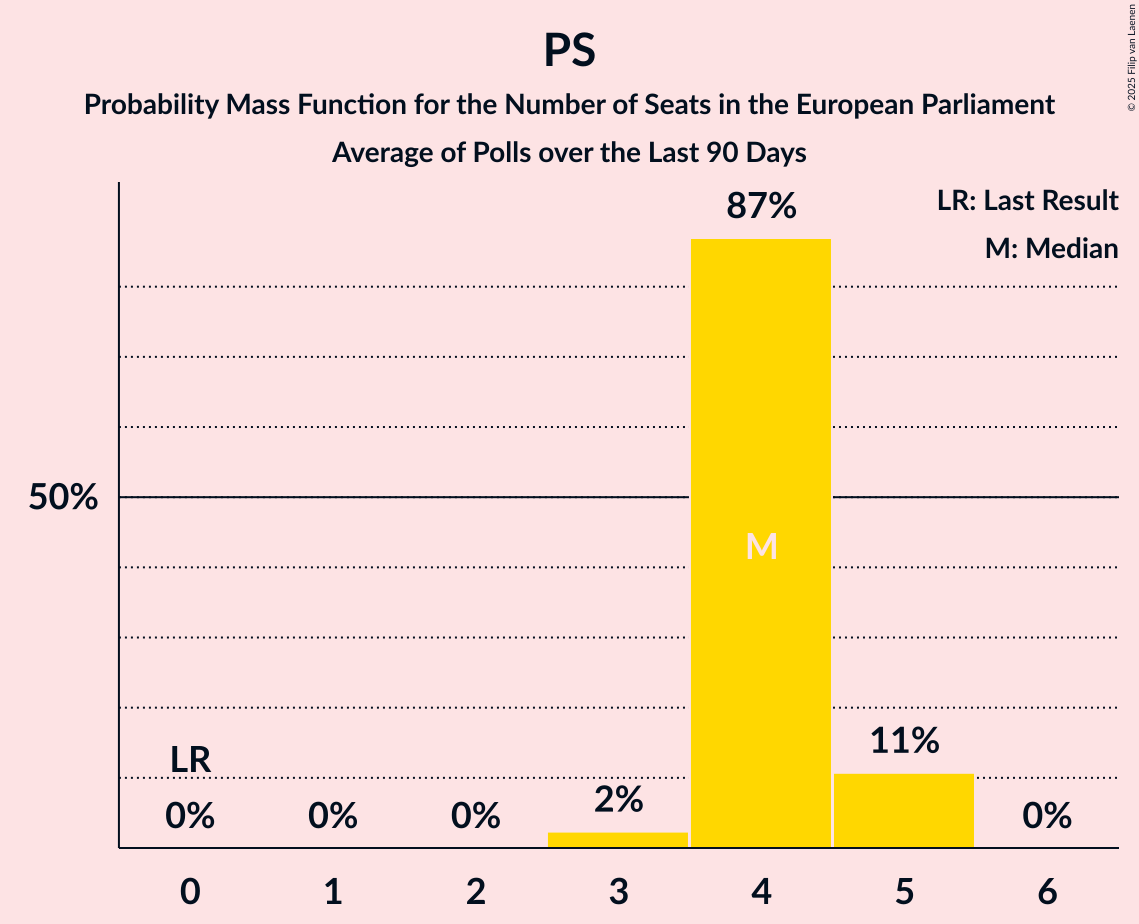 PS
Probability Mass Function for the Number of Seats in the European Parliament
Average of Polls over the Last 90 Days
© 2025 Filip van Laenen
LR: Last Result
M: Median
87%
50%
M
11%
LR
2%
0% 0% 0% 0%
0 1 2 3 4 5 6